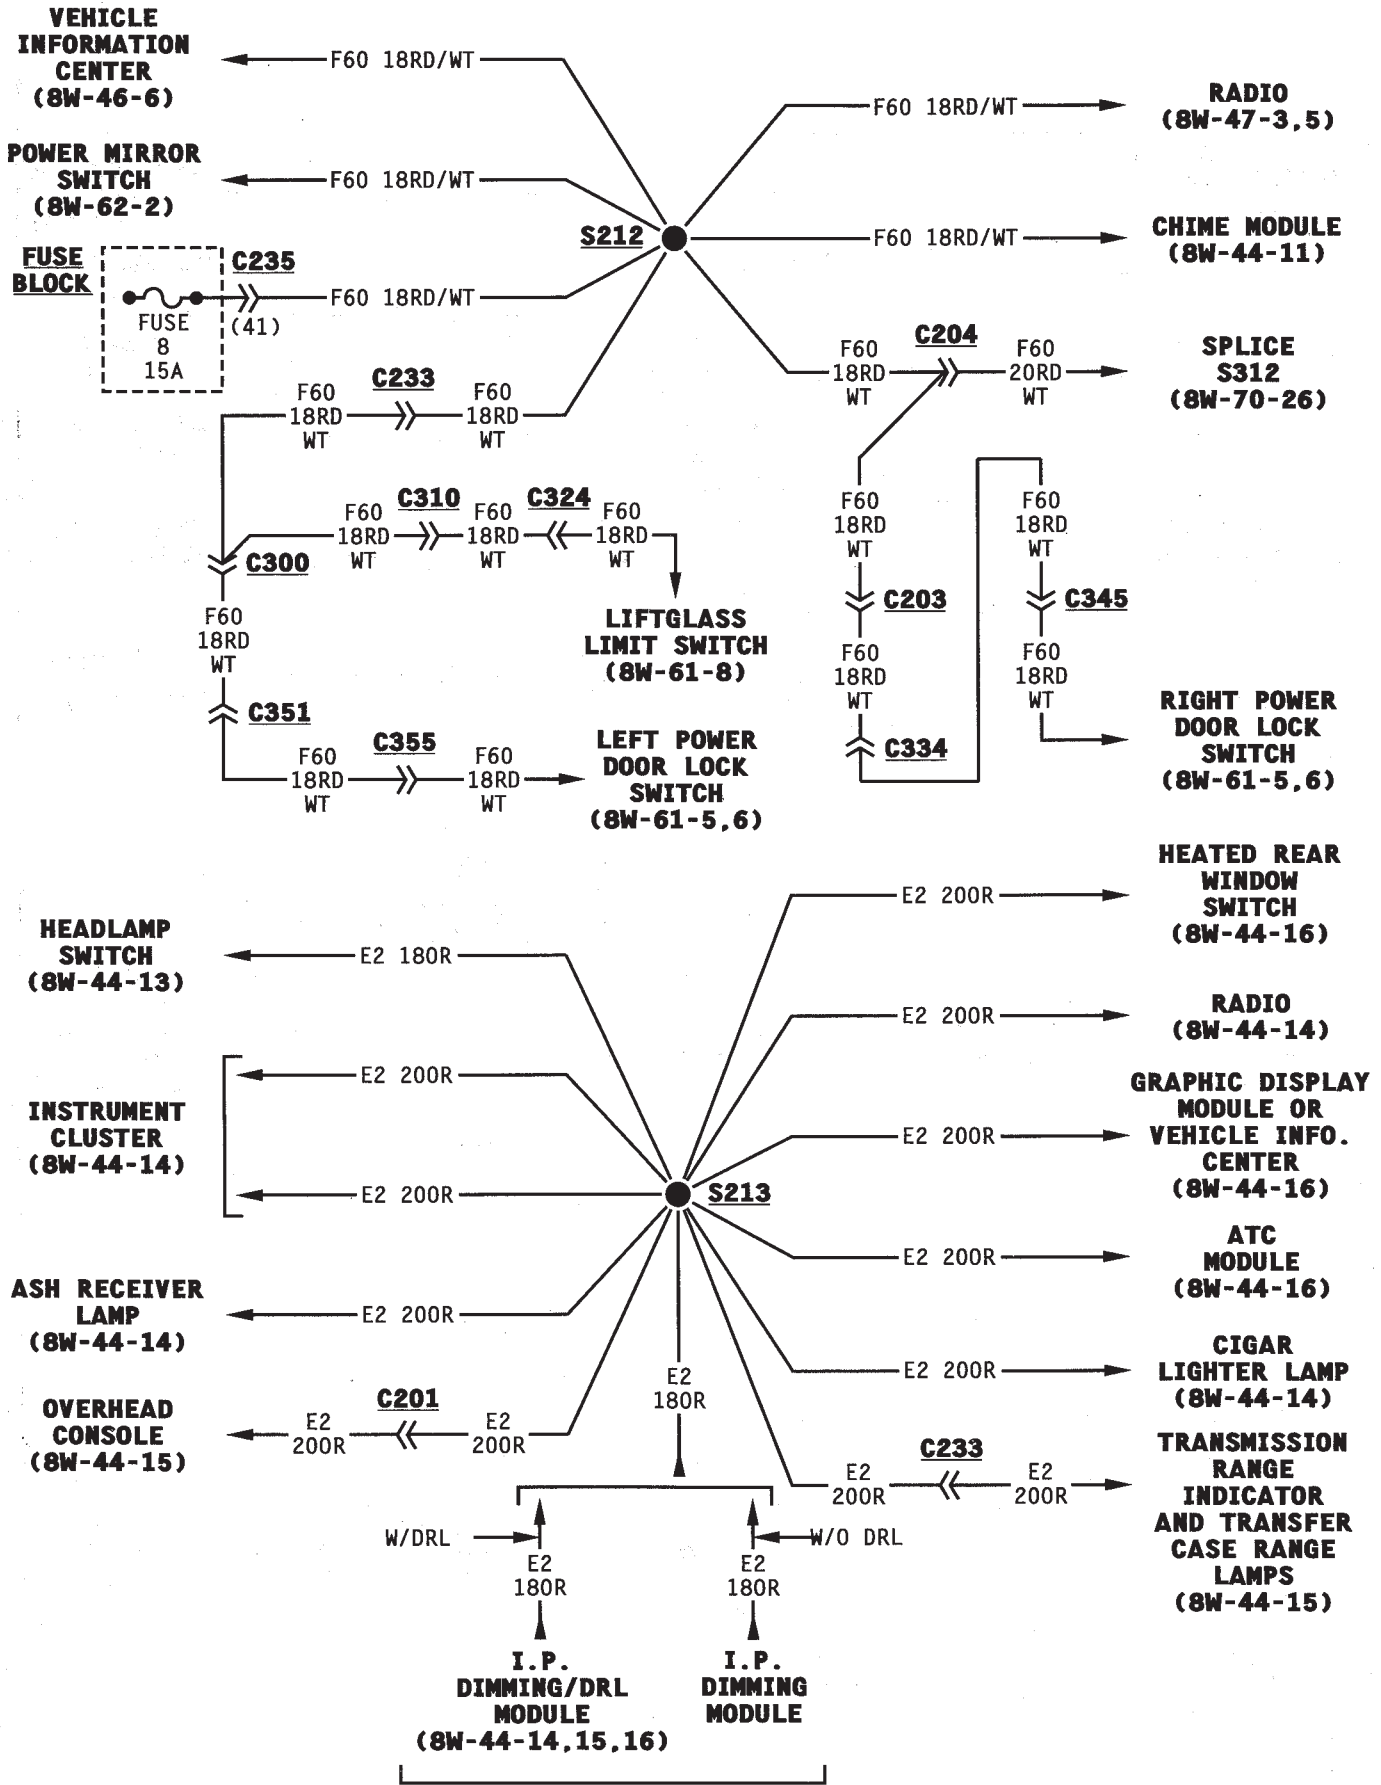 VEHICLE
INFORMATION
CENTER
(8W-46-6)
F60 18RD/WT
RADIO
(8W-47-3,5)
F60 18RD/WT
POWER MIRROR
SWITCH
(8W-62-2)
F60 18RD/WT
S212
CHIME MODULE
(8W-44-11)
F60 18RD/WT
FUSE
BLOCK
C235
(41)
F60 18RD/WT
FUSE
8
15A
C204
F60
18RD
WT
F60
20RD
WT
SPLICE
S312
(8W-70-26)
C233
F60
18RD
WT
F60
18RD
WT
C310
C324
F60
18RD
WT
F60
18RD
WT
F60
18RD
WT
C300
LIFTGLASS
LIMIT SWITCH
(8W-61-8)
F60
18RD
WT
F60
18RD
WT
F60
18RD
WT
C203
C345
F60
18RD
WT
F60
18RD
WT
C334
RIGHT POWER
DOOR LOCK
SWITCH
(8W-61-5,6)
C351
C355
F60
18RD
WT
F60
18RD
WT
LEFT POWER
DOOR LOCK
SWITCH
(8W-61-5,6)
HEATED REAR
WINDOW
SWITCH
(8W-44-16)
E2 20OR
HEADLAMP
SWITCH
(8W-44-13)
E2 18OR
RADIO
(8W-44-14)
E2 20OR
INSTRUMENT
CLUSTER
(8W-44-14)
E2 20OR
E2 20OR
GRAPHIC DISPLAY
MODULE OR
VEHICLE INFO.
CENTER
(8W-44-16)
E2 20OR
S213
ATC
MODULE
(8W-44-16)
E2 20OR
ASH RECEIVER
LAMP
(8W-44-14)
E2 20OR
CIGAR
LIGHTER LAMP
(8W-44-14)
E2 20OR
E2
18OR
OVERHEAD
CONSOLE
(8W-44-15)
C201
E2
20OR
E2
20OR
C233
E2
20OR
E2
20OR
TRANSMISSION
RANGE
INDICATOR
AND TRANSFER
CASE RANGE
LAMPS
(8W-44-15)
W/DRL
W/O DRL
E2
18OR
E2
18OR
I.P.
DIMMING/DRL
MODULE
(8W-44-14,15,16)
I.P.
DIMMING
MODULE